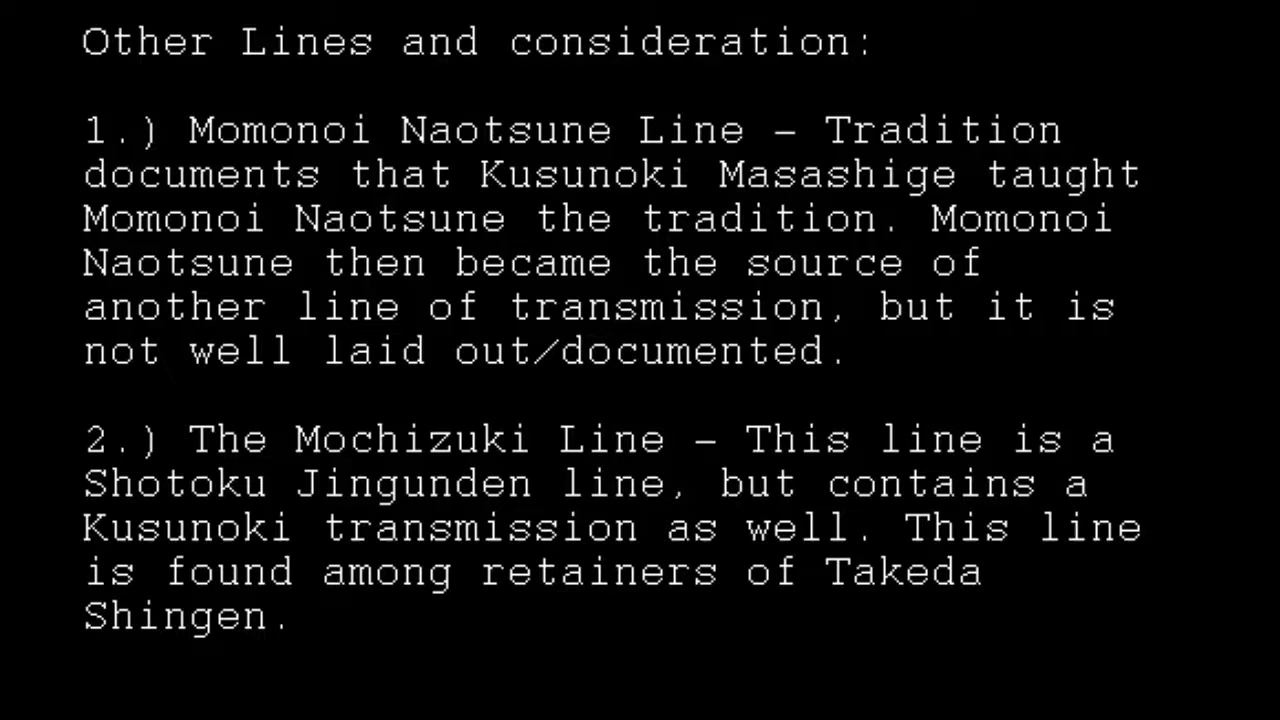 Other Lines and consideration:
1.) Momonoi Naotsune Line – Tradition
documents that Kusunoki Masashige taught
Momonoi Naotsune the tradition. Momonoi
Naotsune then became the source of
another line of transmission, but it is
not well laid out/documented.
2.) The Mochizuki Line – This line is a
Shotoku Jingunden line, but contains a
Kusunoki transmission as well. This line
is found among retainers of Takeda
Shingen.